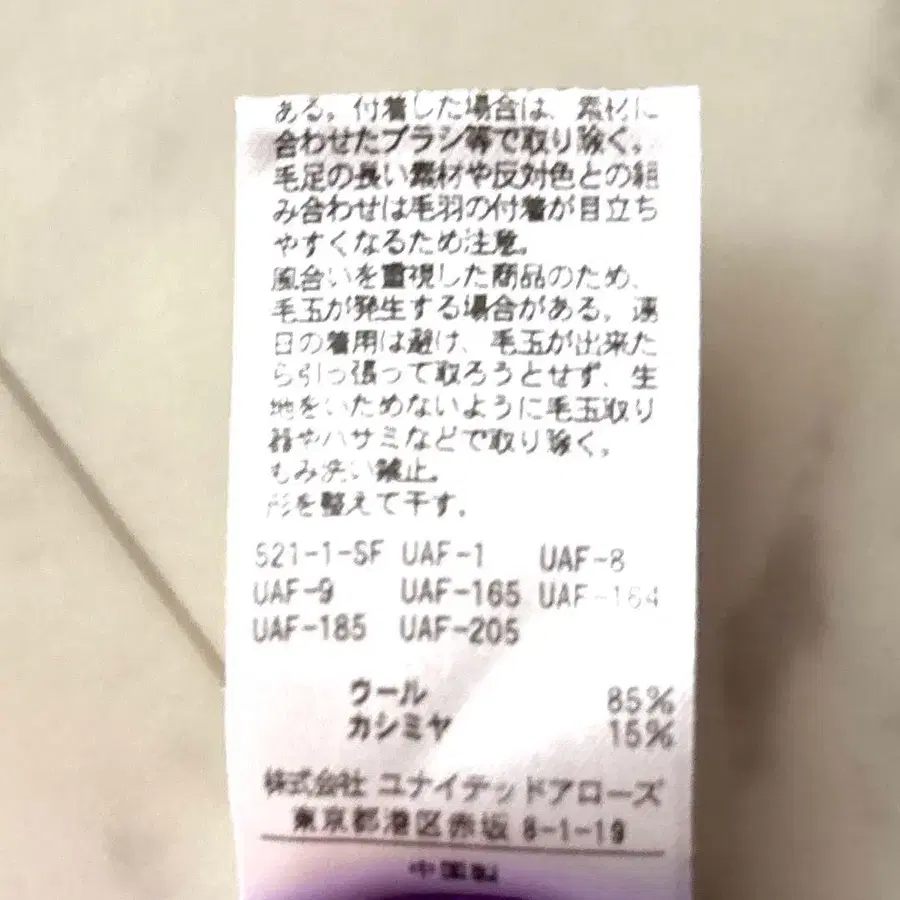 ある。付着した場合は、素材に
合わせたブラシ等で取り除く。
毛足の長い素材や反対色との組
み合わせは毛羽の付着が目立ち
やすくなるため注意。
風合いを重視した商品のため、
毛玉が発生する場合がある。連
日の着用は避け、毛玉が出来た
ら引っ張って取ろうとせず、生
地をいためないように毛玉取り
器やハサミなどで取り除く。
もみ洗い禁止。
形を整えて干す。
S21-1-SF UAF-1 UAF-8
UAF-9 UAF-165 UAF-164
UAF-185 UAF-205
ウール 85%
カシミヤ 15%
株式会社 ユナイテッドアローズ
東京都港区赤坂 8-1-19
中国製